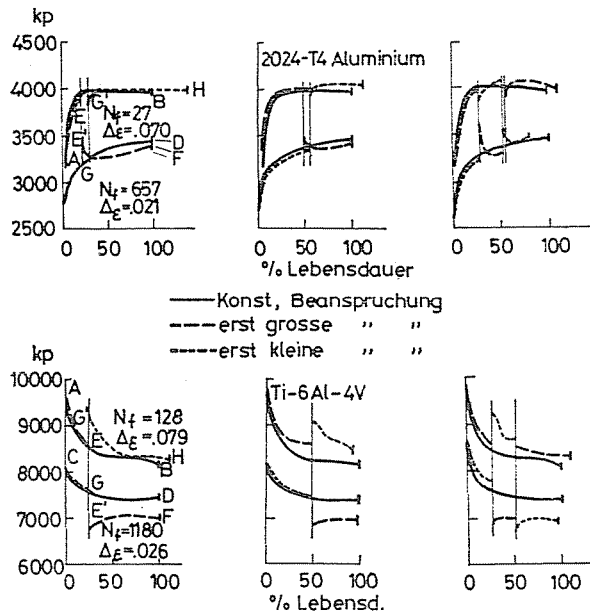 kp
4000
3500
3000
2500
2024-T4 Aluminium
H
G
B
E
N_f = 27
Δε = .070
E'
A
D
F
G
N_f = 657
Δε = .021
0 50 100
0 50 100
0 50 100
% Lebensdauer
Konst, Beanspruchung
erst grosse ,, ,,
erst kleine ,, ,,
kp
10000
9000
8000
7000
6000
Ti-6Al-4V
A
G
E
N_f = 128
Δε = .079
H
B
C
G
D
E'
F
N_f = 1180
Δε = .026
0 50 100
0 50 100
0 50 100
% Lebensd.